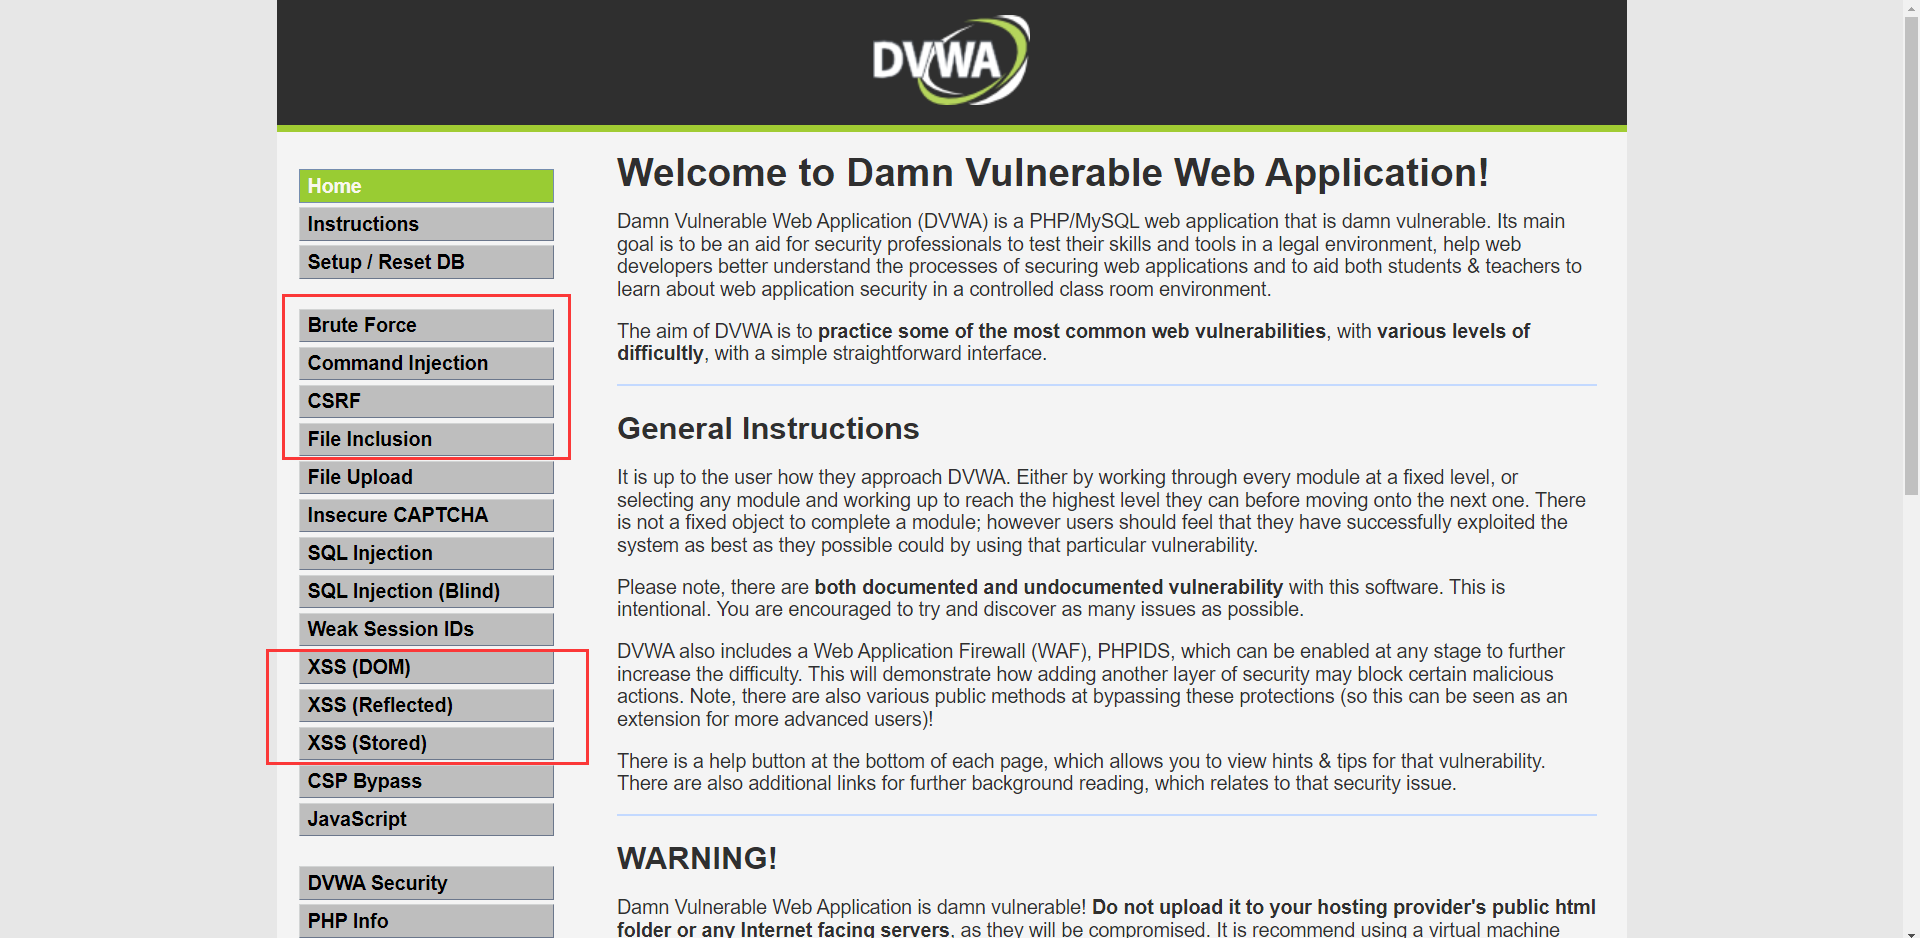 DVWA
Home
Instructions
Setup / Reset DB
Brute Force
Command Injection
CSRF
File Inclusion
File Upload
Insecure CAPTCHA
SQL Injection
SQL Injection (Blind)
Weak Session IDs
XSS (DOM)
XSS (Reflected)
XSS (Stored)
CSP Bypass
JavaScript
DVWA Security
PHP Info
Welcome to Damn Vulnerable Web Application!
Damn Vulnerable Web Application (DVWA) is a PHP/MySQL web application that is damn vulnerable. Its main
goal is to be an aid for security professionals to test their skills and tools in a legal environment, help web
developers better understand the processes of securing web applications and to aid both students & teachers to
learn about web application security in a controlled class room environment.
The aim of DVWA is to practice some of the most common web vulnerabilities, with various levels of
difficultly, with a simple straightforward interface.
General Instructions
It is up to the user how they approach DVWA. Either by working through every module at a fixed level, or
selecting any module and working up to reach the highest level they can before moving onto the next one. There
is not a fixed object to complete a module; however users should feel that they have successfully exploited the
system as best as they possible could by using that particular vulnerability.
Please note, there are both documented and undocumented vulnerability with this software. This is
intentional. You are encouraged to try and discover as many issues as possible.
DVWA also includes a Web Application Firewall (WAF), PHPIDS, which can be enabled at any stage to further
increase the difficulty. This will demonstrate how adding another layer of security may block certain malicious
actions. Note, there are also various public methods at bypassing these protections (so this can be seen as an
extension for more advanced users)!
There is a help button at the bottom of each page, which allows you to view hints & tips for that vulnerability.
There are also additional links for further background reading, which relates to that security issue.
WARNING!
Damn Vulnerable Web Application is damn vulnerable! Do not upload it to your hosting provider's public html
folder or any Internet facing servers, as they will be compromised. It is recommend using a virtual machine